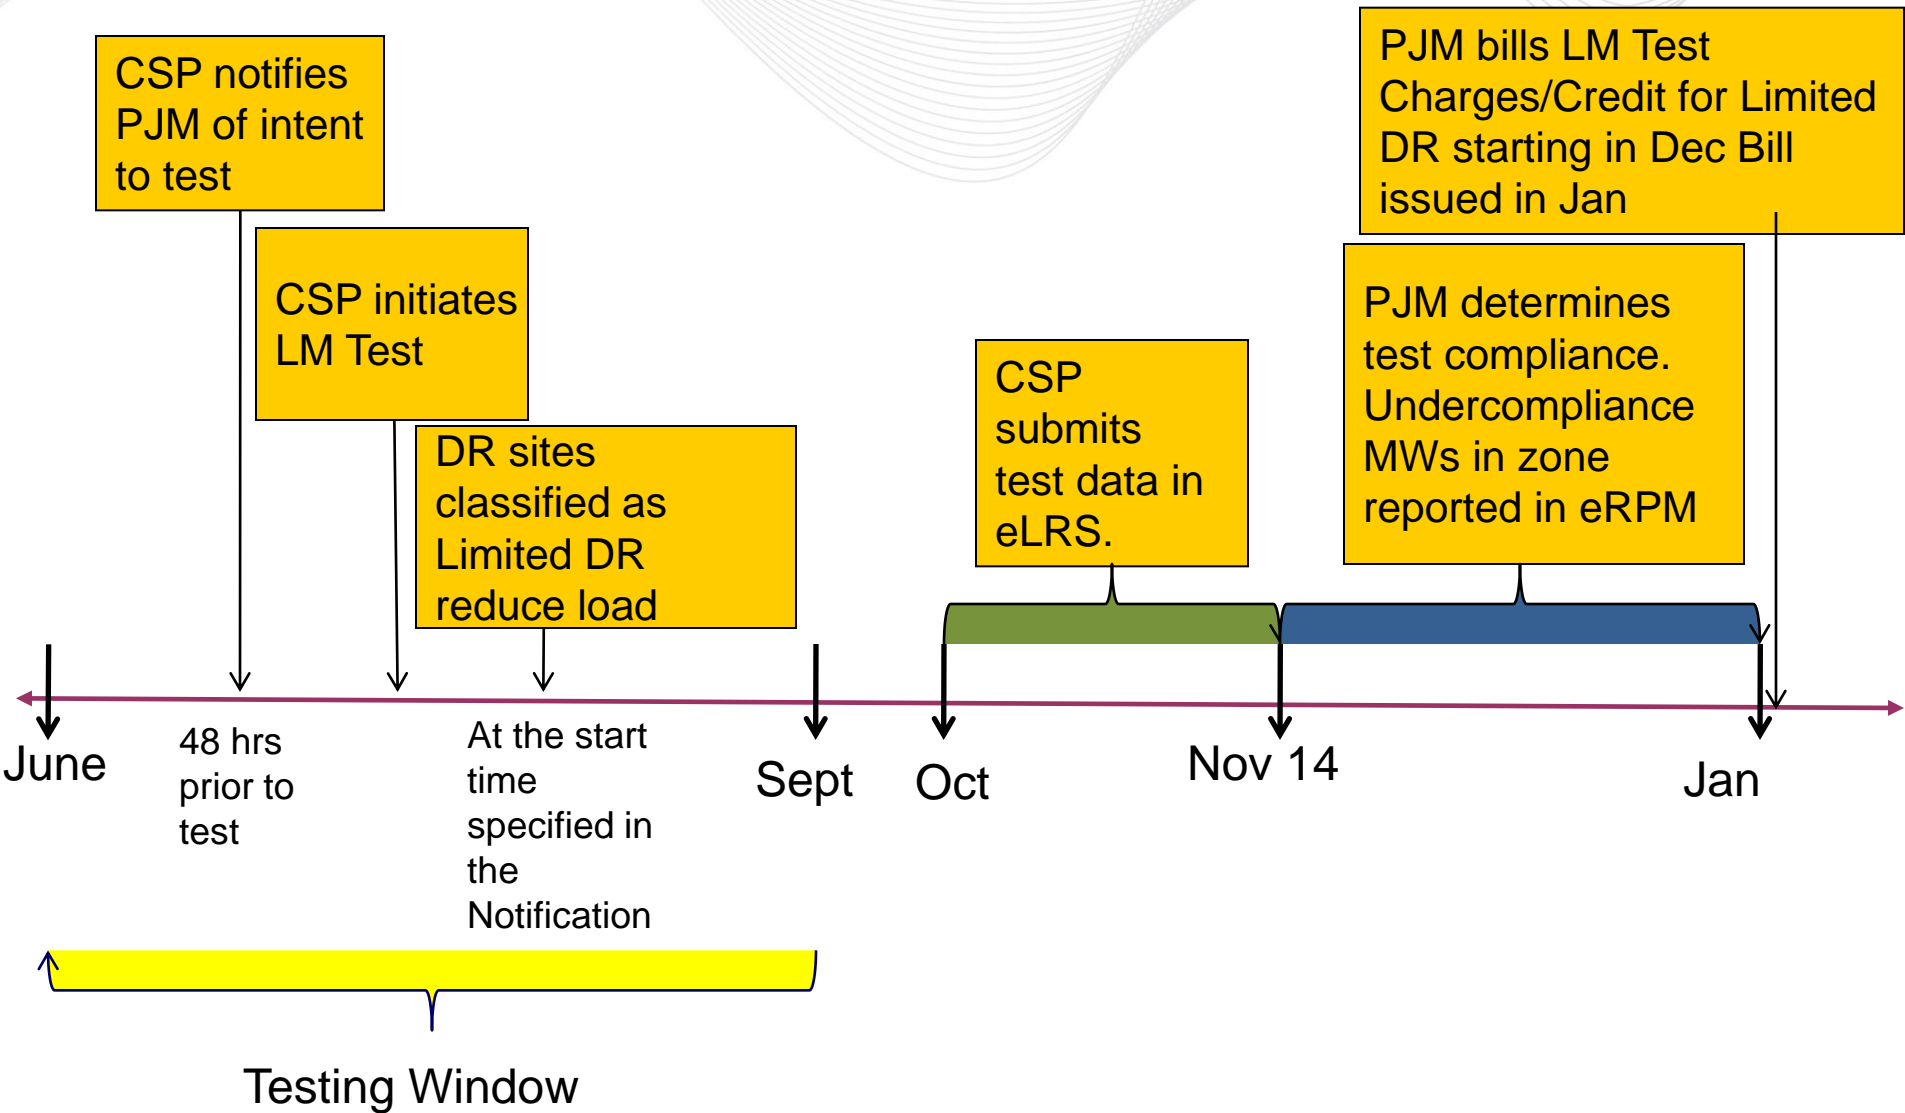 CSP notifies
PJM of intent
to test
CSP initiates
LM Test
DR sites
classified as
Limited DR
reduce load
CSP
submits
test data in
eLRS.
PJM bills LM Test
Charges/Credit for Limited
DR starting in Dec Bill
issued in Jan
PJM determines
test compliance.
Undercompliance
MWs in zone
reported in eRPM
June
48 hrs
prior to
test
At the start
time
specified in
the
Notification
Sept
Oct
Nov 14
Jan
Testing Window